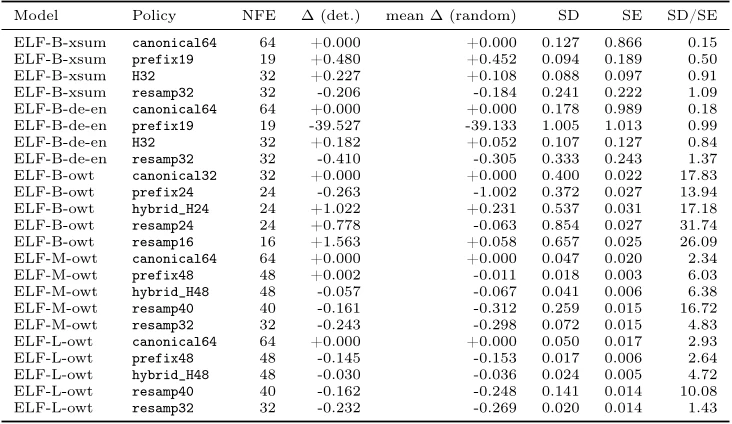 Model Policy NFE Δ (det.) mean Δ (random) SD SE SD/SE
ELF-B-xsum canonical64 64 +0.000 +0.000 0.127 0.866 0.15
ELF-B-xsum prefix19 19 +0.480 +0.452 0.094 0.189 0.50
ELF-B-xsum H32 32 +0.227 +0.108 0.088 0.097 0.91
ELF-B-xsum resamp32 32 -0.206 -0.184 0.241 0.222 1.09
ELF-B-de-en canonical64 64 +0.000 +0.000 0.178 0.989 0.18
ELF-B-de-en prefix19 19 -39.527 -39.133 1.005 1.013 0.99
ELF-B-de-en H32 32 +0.182 +0.052 0.107 0.127 0.84
ELF-B-de-en resamp32 32 -0.410 -0.305 0.333 0.243 1.37
ELF-B-owt canonical32 32 +0.000 +0.000 0.400 0.022 17.83
ELF-B-owt prefix24 24 -0.263 -1.002 0.372 0.027 13.94
ELF-B-owt hybrid_H24 24 +1.022 +0.231 0.537 0.031 17.18
ELF-B-owt resamp24 24 +0.778 -0.063 0.854 0.027 31.74
ELF-B-owt resamp16 16 +1.563 +0.058 0.657 0.025 26.09
ELF-M-owt canonical64 64 +0.000 +0.000 0.047 0.020 2.34
ELF-M-owt prefix48 48 +0.002 -0.011 0.018 0.003 6.03
ELF-M-owt hybrid_H48 48 -0.057 -0.067 0.041 0.006 6.38
ELF-M-owt resamp40 40 -0.161 -0.312 0.259 0.015 16.72
ELF-M-owt resamp32 32 -0.243 -0.298 0.072 0.015 4.83
ELF-L-owt canonical64 64 +0.000 +0.000 0.050 0.017 2.93
ELF-L-owt prefix48 48 -0.145 -0.153 0.017 0.006 2.64
ELF-L-owt hybrid_H48 48 -0.030 -0.036 0.024 0.005 4.72
ELF-L-owt resamp40 40 -0.162 -0.248 0.141 0.014 10.08
ELF-L-owt resamp32 32 -0.232 -0.269 0.020 0.014 1.43